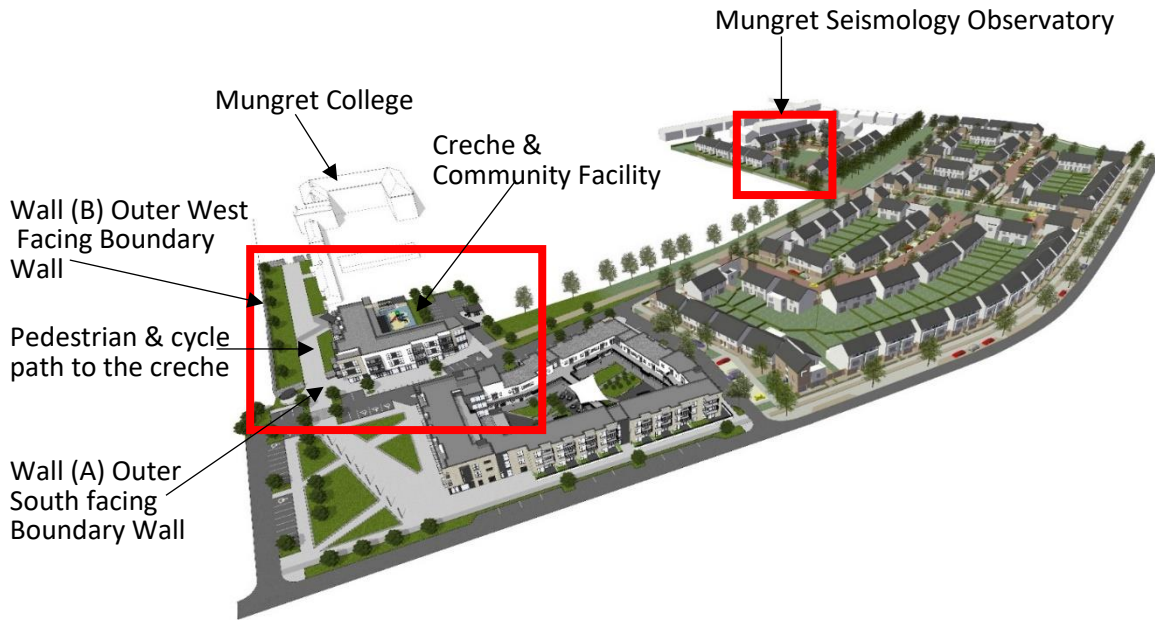 Mungret Seismology Observatory
Mungret College
Creche &
Community Facility
Wall (B) Outer West
Facing Boundary
Wall
Pedestrian & cycle
path to the creche
Wall (A) Outer
South facing
Boundary Wall